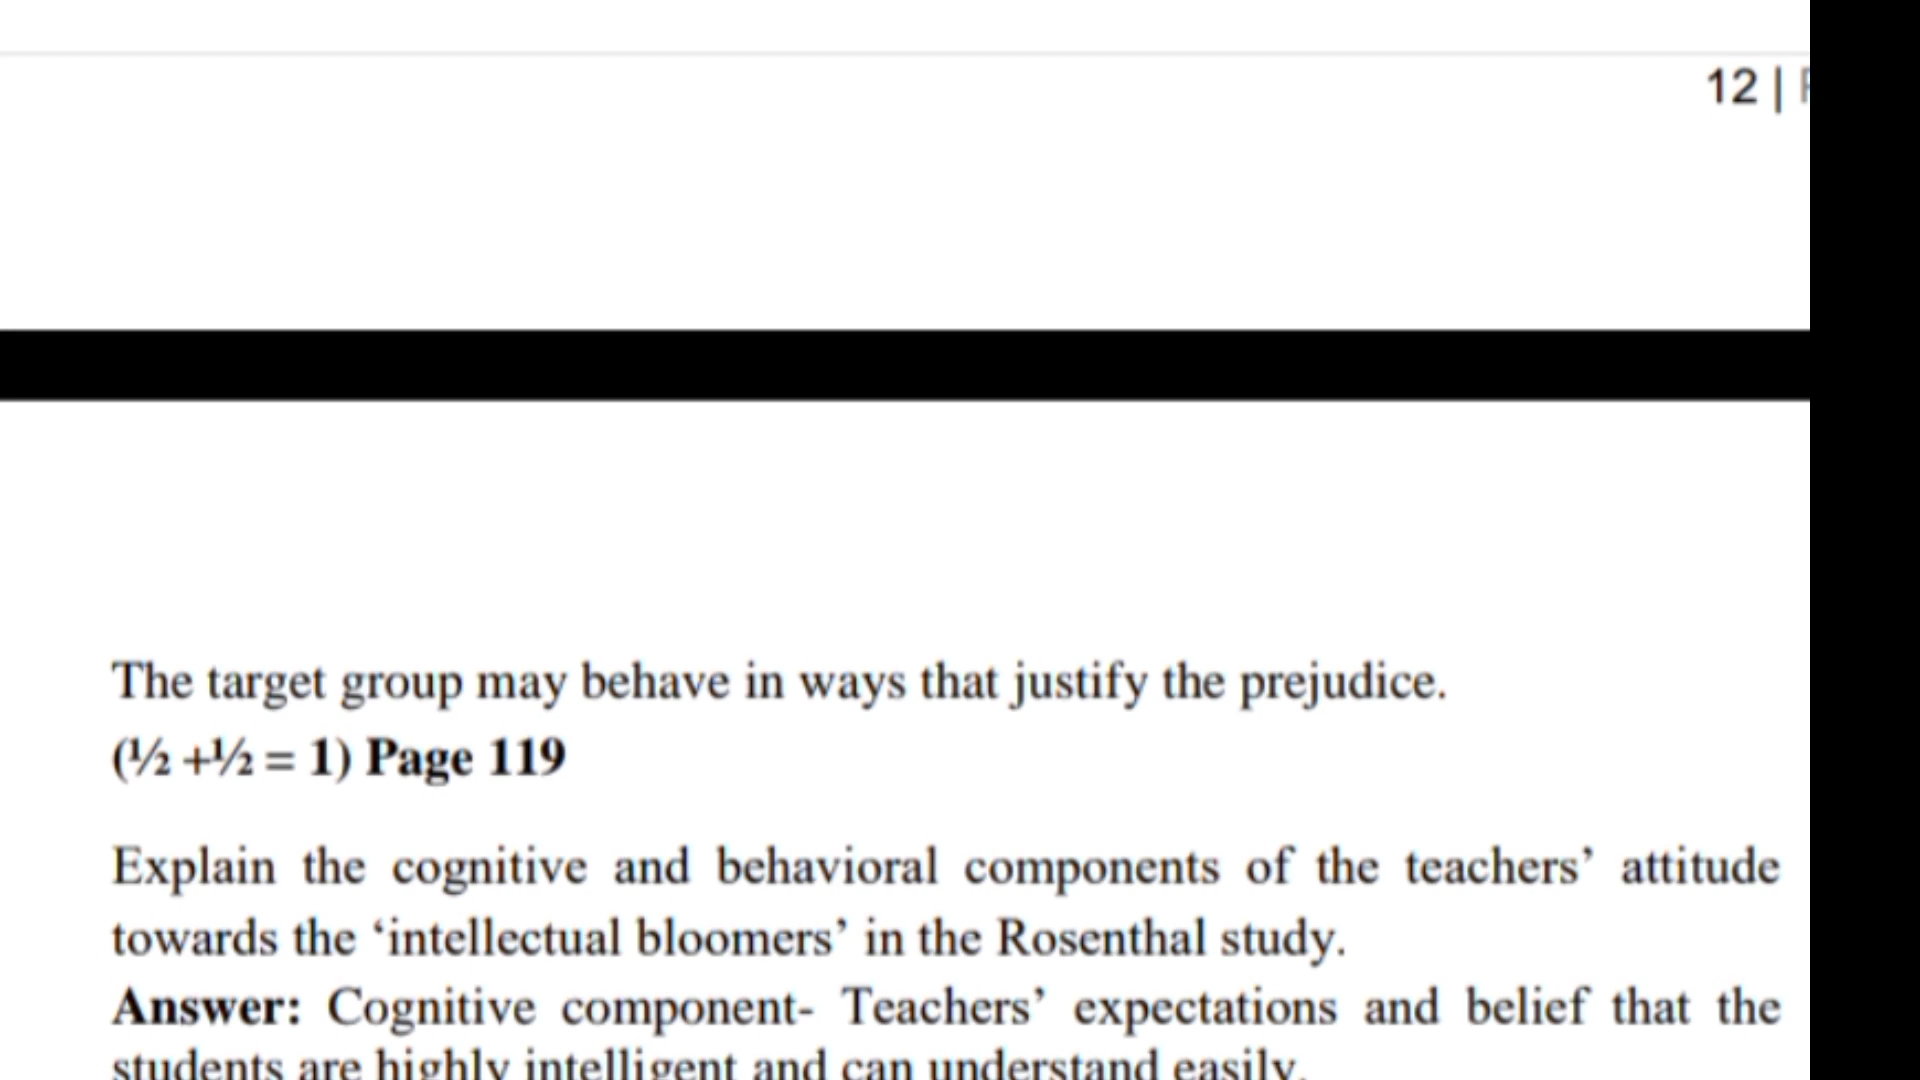 12 |
The target group may behave in ways that justify the prejudice.
(½ +½ = 1) Page 119
Explain the cognitive and behavioral components of the teachers’ attitude
towards the ‘intellectual bloomers’ in the Rosenthal study.
Answer: Cognitive component- Teachers’ expectations and belief that the
students are highly intelligent and can understand easily.